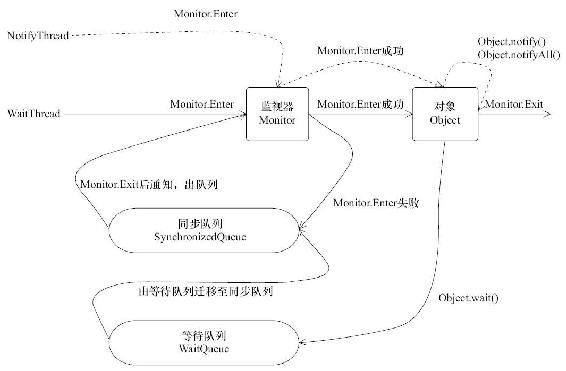 Monitor.Enter
NotifyThread
Monitor.Enter成功
Object.notify()
Object.notifyAll()
WaitThread
Monitor.Enter
监视器
Monitor
Monitor.Enter成功
对象
Object
Monitor.Exit
Monitor.Exit后通知，出队列
Monitor.Enter失败
同步队列
SynchronizedQueue
由等待队列迁移至同步队列
Object.wait()
等待队列
WaitQueue